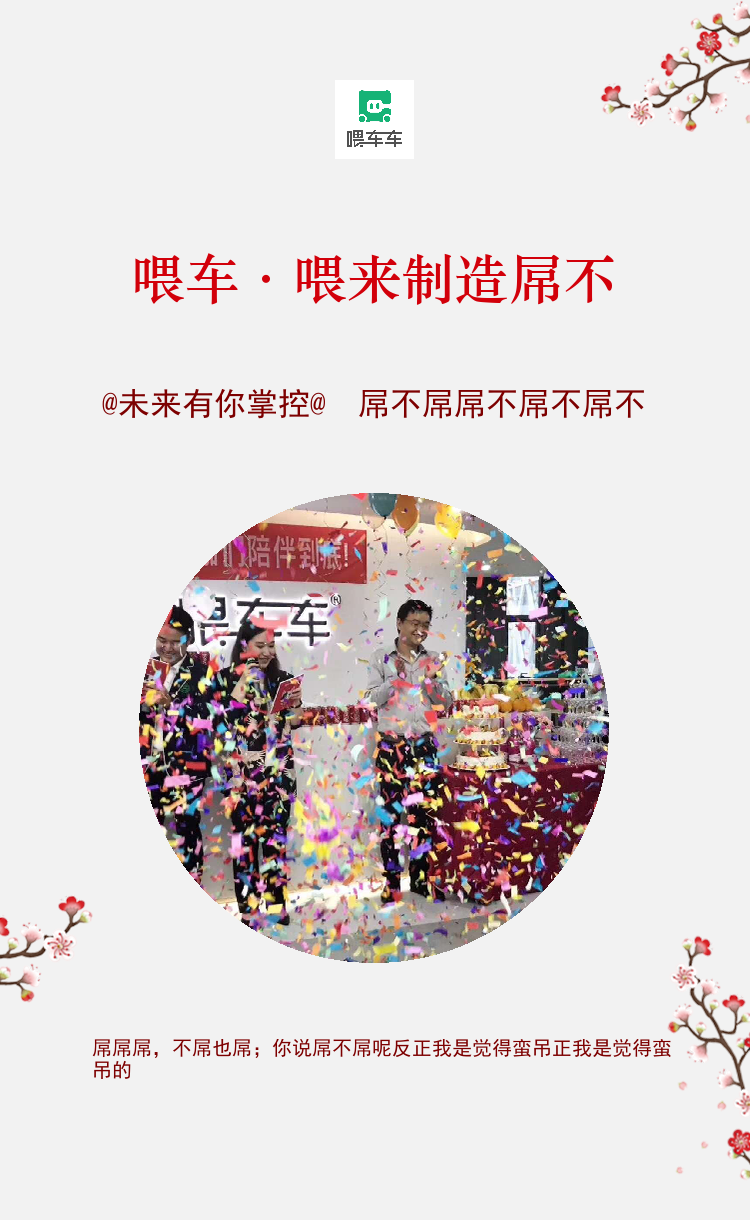 喂车车
喂车·喂来制造屌不
@未来有你掌控@ 屌不屌屌不屌不屌不
们陪伴到底!
喂车车®
屌屌屌，不屌也屌；你说屌不屌呢反正我是觉得蛮吊正我是觉得蛮
吊的